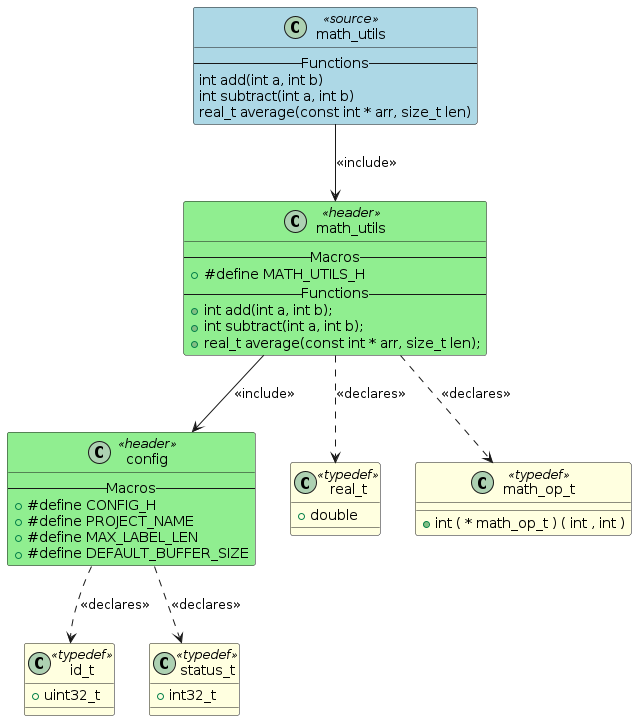 «source»
C math_utils
Functions
int add(int a, int b)
int subtract(int a, int b)
real_t average(const int * arr, size_t len)
«include»
«header»
C math_utils
Macros
#define MATH_UTILS_H
Functions
int add(int a, int b);
int subtract(int a, int b);
real_t average(const int * arr, size_t len);
«include»
«declares»
«declares»
«header»
C config
Macros
#define CONFIG_H
#define PROJECT_NAME
#define MAX_LABEL_LEN
#define DEFAULT_BUFFER_SIZE
«typedef»
C real_t
double
«typedef»
C math_op_t
int ( * math_op_t ) ( int , int )
«declares»
«declares»
«typedef»
C id_t
uint32_t
«typedef»
C status_t
int32_t